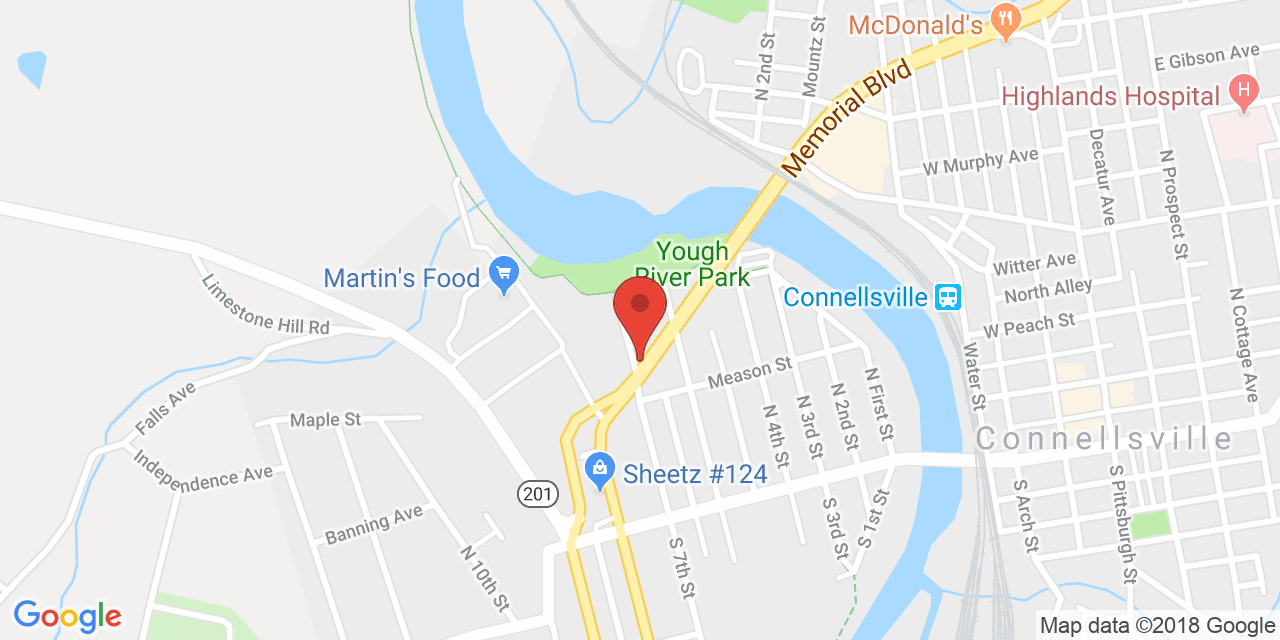 McDonald's
N 2nd St
Mountz St
E Gibson Ave
Memorial Blvd
Highlands Hospital
H
W Murphy Ave
Decatur Ave
N Prospect St
Yough
River Park
Martin's Food
Limestone Hill Rd
Connellsville
Witter Ave
North Alley
W Peach St
N Cottage Ave
Water St
Meason St
N First St
N 2nd St
N 3rd St
N 4th St
Falls Ave
Maple St
Independence Ave
Connellsville
Sheetz #124
201
Banning Ave
N 10th St
S 7th St
S 3rd St
S 1st St
S Arch St
S Pittsburgh St
Google
Map data ©2018 Google